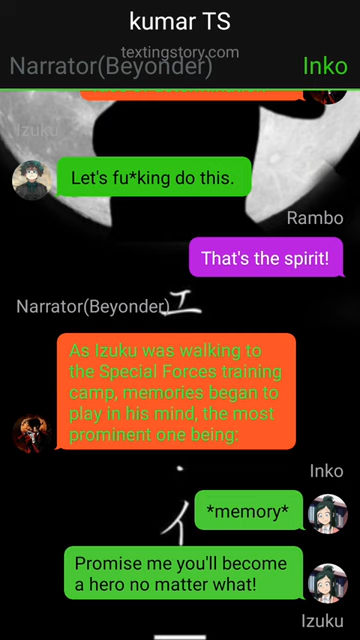 kumar TS
textingstory.com
Narrator(Beyonder)
Inko
Izuku
Let's fu*king do this.
Rambo
That's the spirit!
Narrator(Beyonder)
エ
As Izuku was walking to
the Special Forces training
camp, memories began to
play in his mind, the most
prominent one being:
Inko
*memory*
イ
Promise me you'll become
a hero no matter what!
Izuku